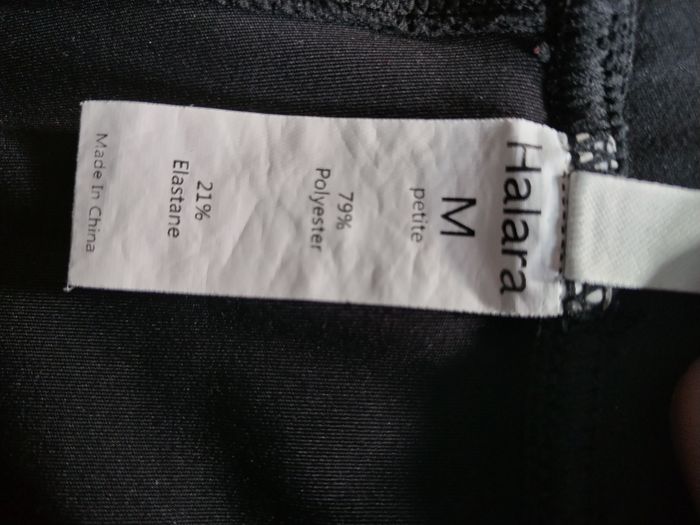 Halara
M
petite
79%
Polyester
21%
Elastane
Made In China